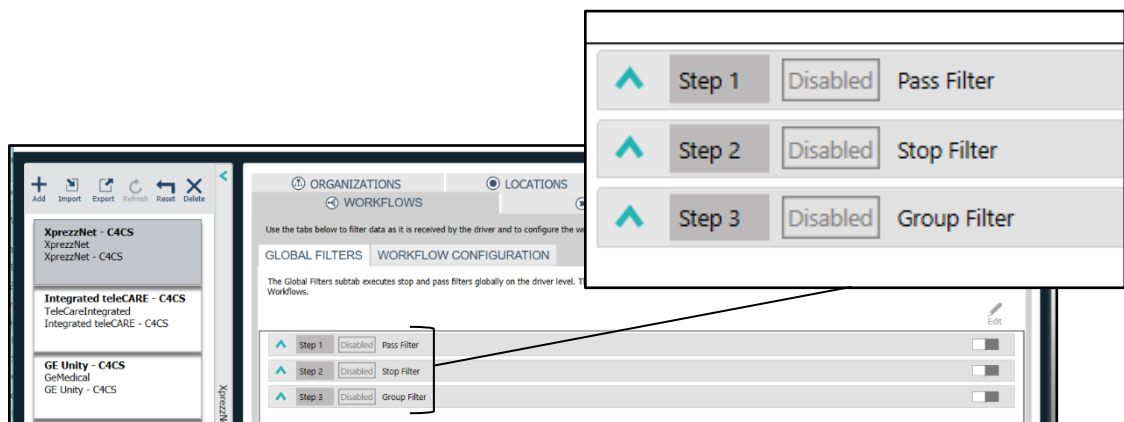 Step 1 Disabled Pass Filter
Step 2 Disabled Stop Filter
Step 3 Disabled Group Filter
Add Import Export Refresh Reset Delete
XprezzNet - C4CS
XprezzNet
XprezzNet - C4CS
Integrated teleCARE - C4CS
TeleCareIntegrated
Integrated teleCARE - C4CS
GE Unity - C4CS
GeMedical
GE Unity - C4CS
ORGANIZATIONS LOCATIONS
WORKFLOWS
Use the tabs below to filter data as it is received by the driver and to configure the
GLOBAL FILTERS WORKFLOW CONFIGURATION
The Global Filters subtab executes stop and pass filters globally on the driver level.
Workflows.
Edit
Step 1 Disabled Pass Filter
Step 2 Disabled Stop Filter
Step 3 Disabled Group Filter